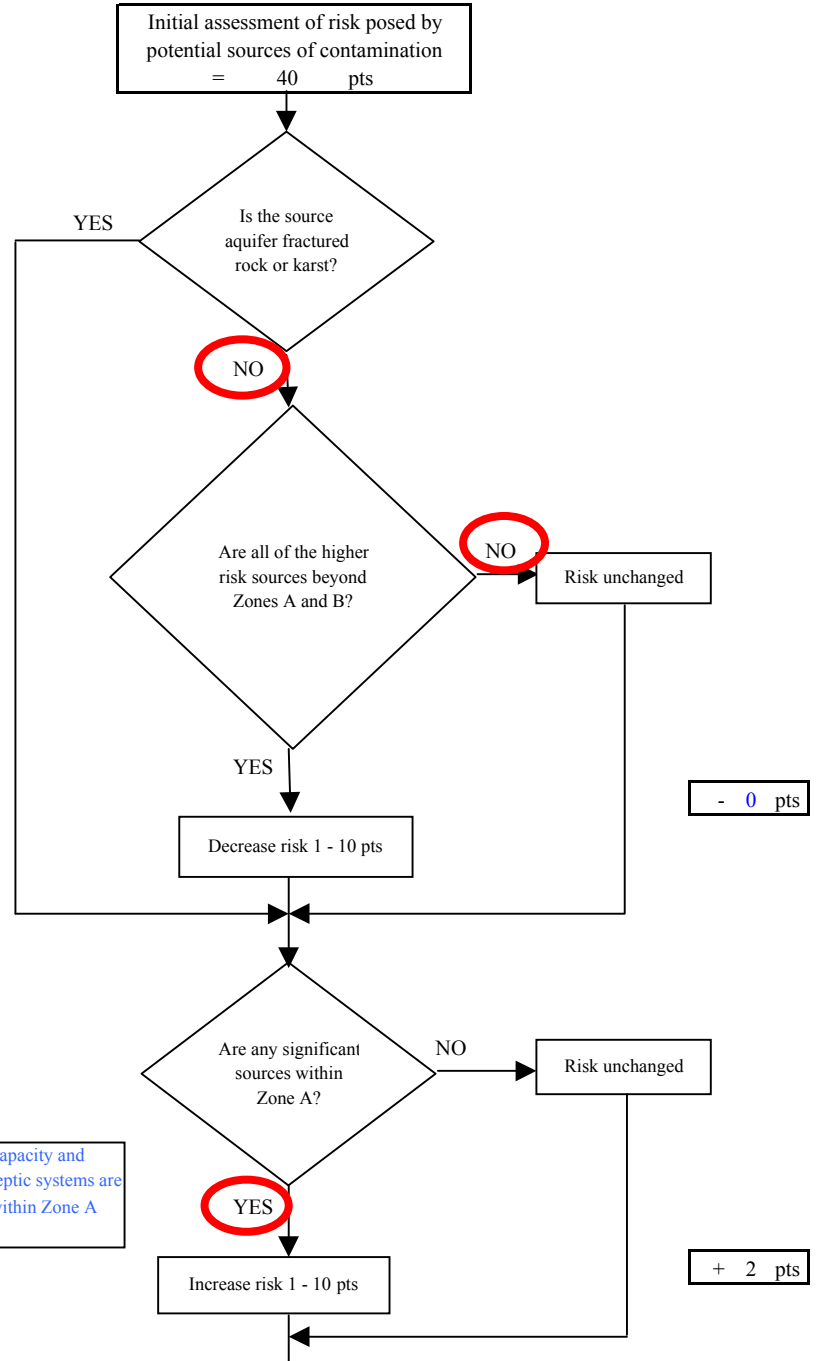 Initial assessment of risk posed by
potential sources of contamination
= 40 pts
YES
Is the source
aquifer fractured
rock or karst?
NO
Are all of the higher
risk sources beyond
Zones A and B?
NO
Risk unchanged
YES
- 0 pts
Decrease risk 1 - 10 pts
Are any significant
sources within
Zone A?
NO
Risk unchanged
apacity and
eptic systems are
ithin Zone A
YES
+ 2 pts
Increase risk 1 - 10 pts